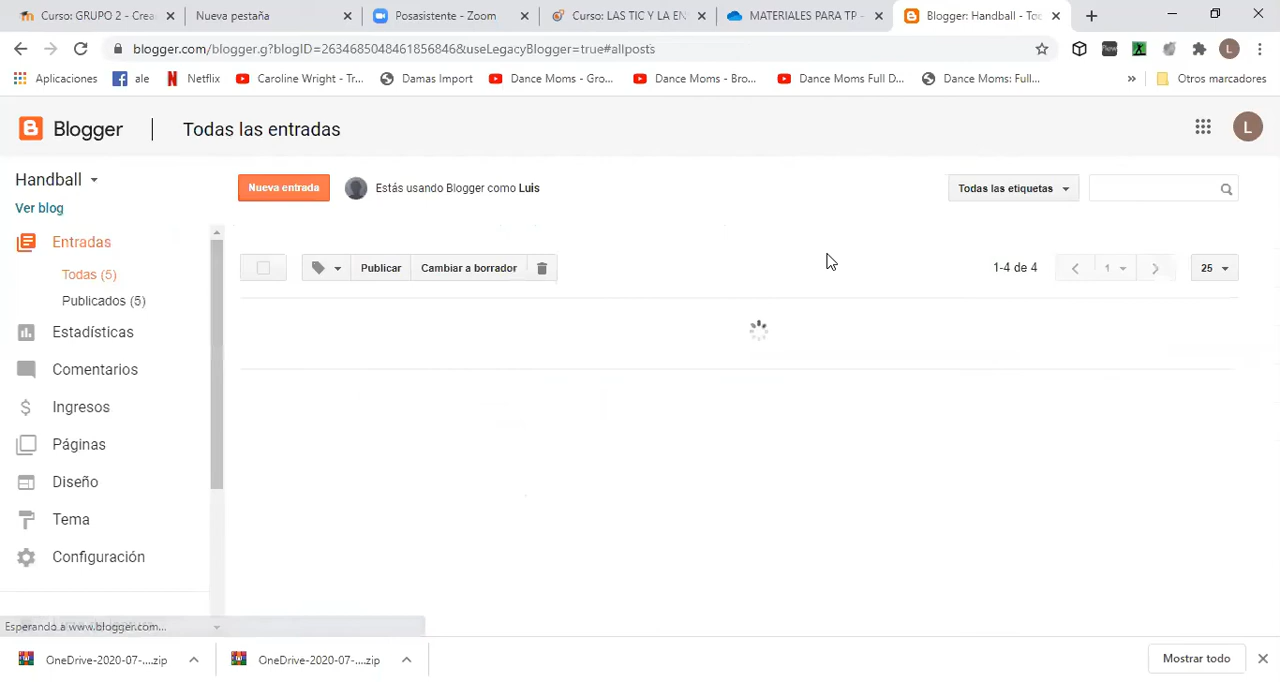 Curso: GRUPO 2 - Crea
Nueva pestaña
Posasistente - Zoom
Curso: LAS TIC Y LA EN
MATERIALES PARA TP -
Blogger: Handball - To
blogger.com/blogger.g?blogID=2634685048461856846&useLegacyBlogger=true#allposts
L
Aplicaciones
ale
Netflix
Caroline Wright - Tr...
Damas Import
Dance Moms - Gro...
Dance Moms - Bro...
Dance Moms Full D...
Dance Moms: Full...
»
Otros marcadores
Blogger
Todas las entradas
L
Handball
Ver blog
Nueva entrada
Estás usando Blogger como Luis
Todas las etiquetas
Entradas
Todas (5)
Publicados (5)
Publicar
Cambiar a borrador
1-4 de 4
1
25
Estadísticas
Comentarios
Ingresos
Páginas
Diseño
Tema
Configuración
Esperando a www.blogger.com...
OneDrive-2020-07-....zip
OneDrive-2020-07-....zip
Mostrar todo